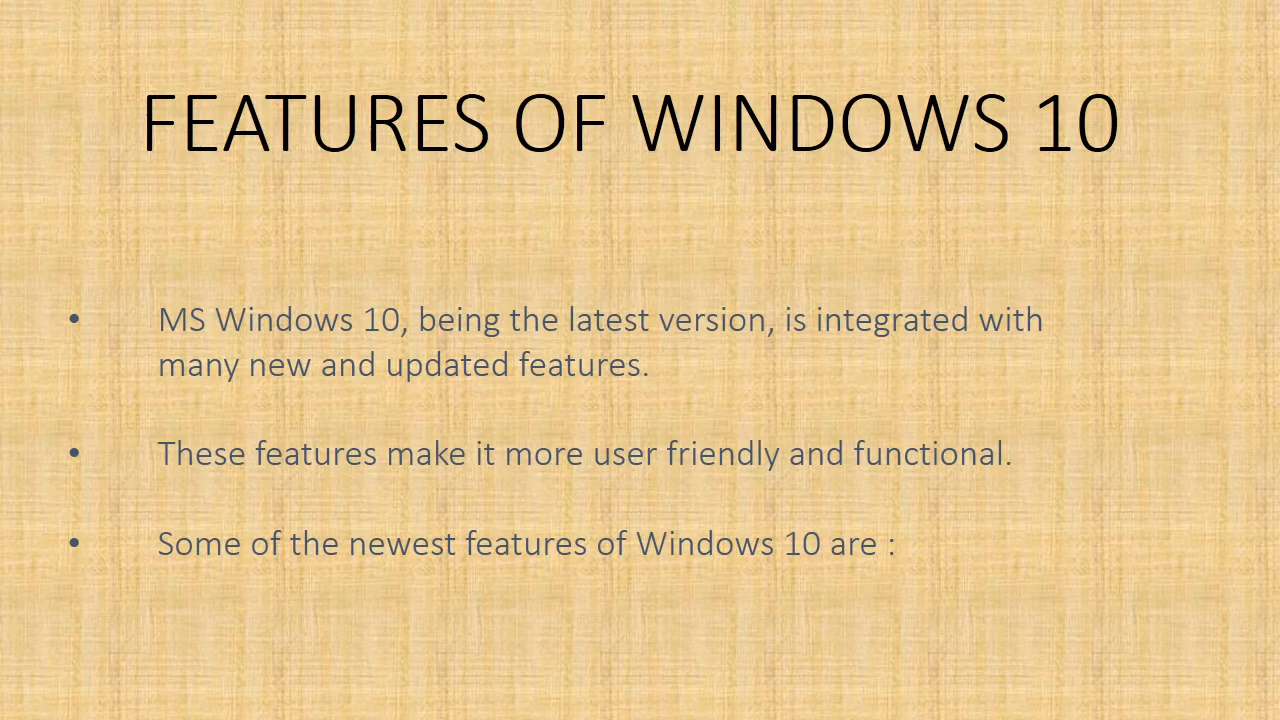 FEATURES OF WINDOWS 10
• MS Windows 10, being the latest version, is integrated with
many new and updated features.
• These features make it more user friendly and functional.
• Some of the newest features of Windows 10 are :